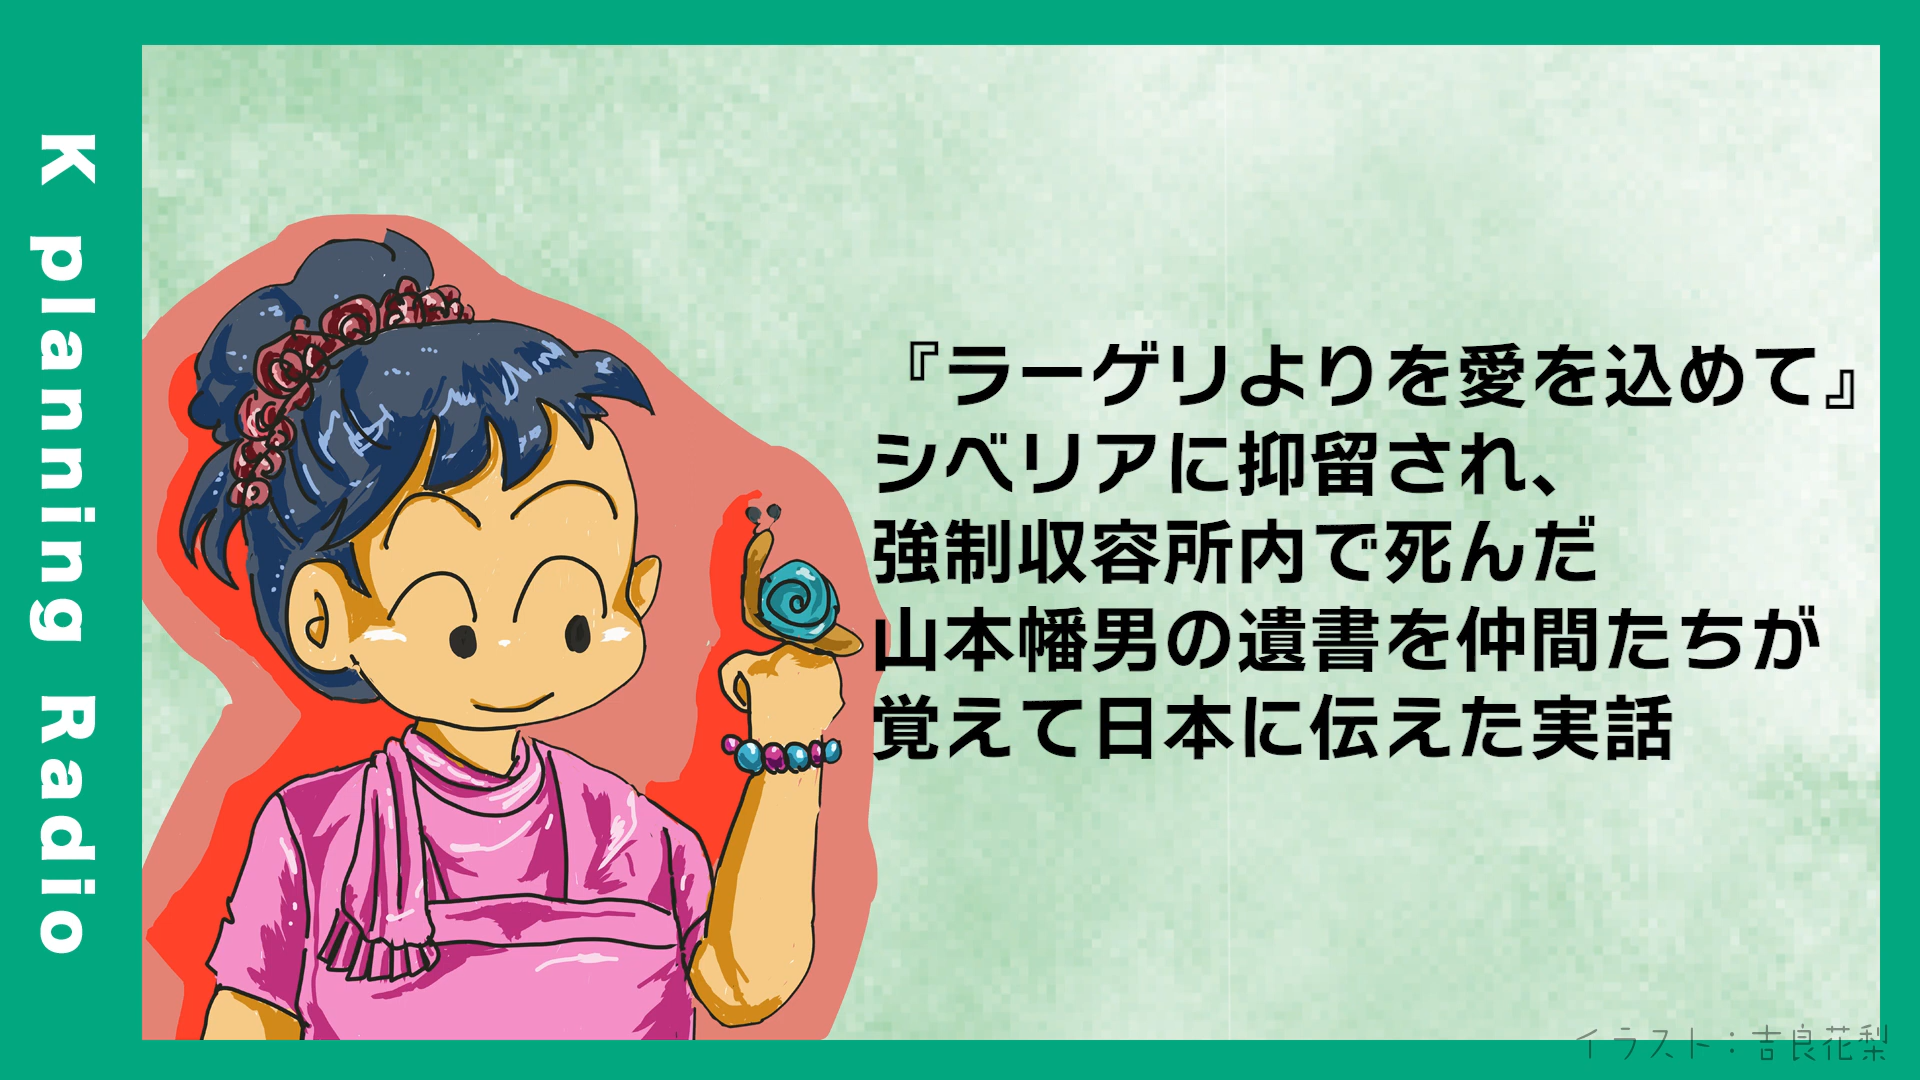 K planning Radio
『ラーゲリよりを愛を込めて』
シベリアに抑留され、
強制収容所内で死んだ
山本幡男の遺書を仲間たちが
覚えて日本に伝えた実話
イラスト：吉良花梨